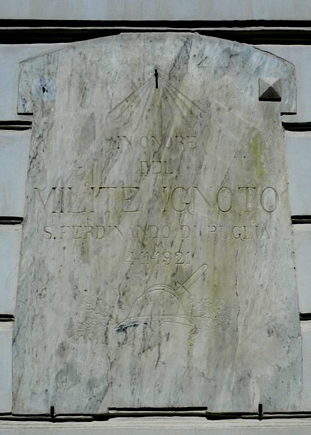 IN ONORE
DEL
MILITE IGNOTO
S. FERDINANDO DI PUGLIA